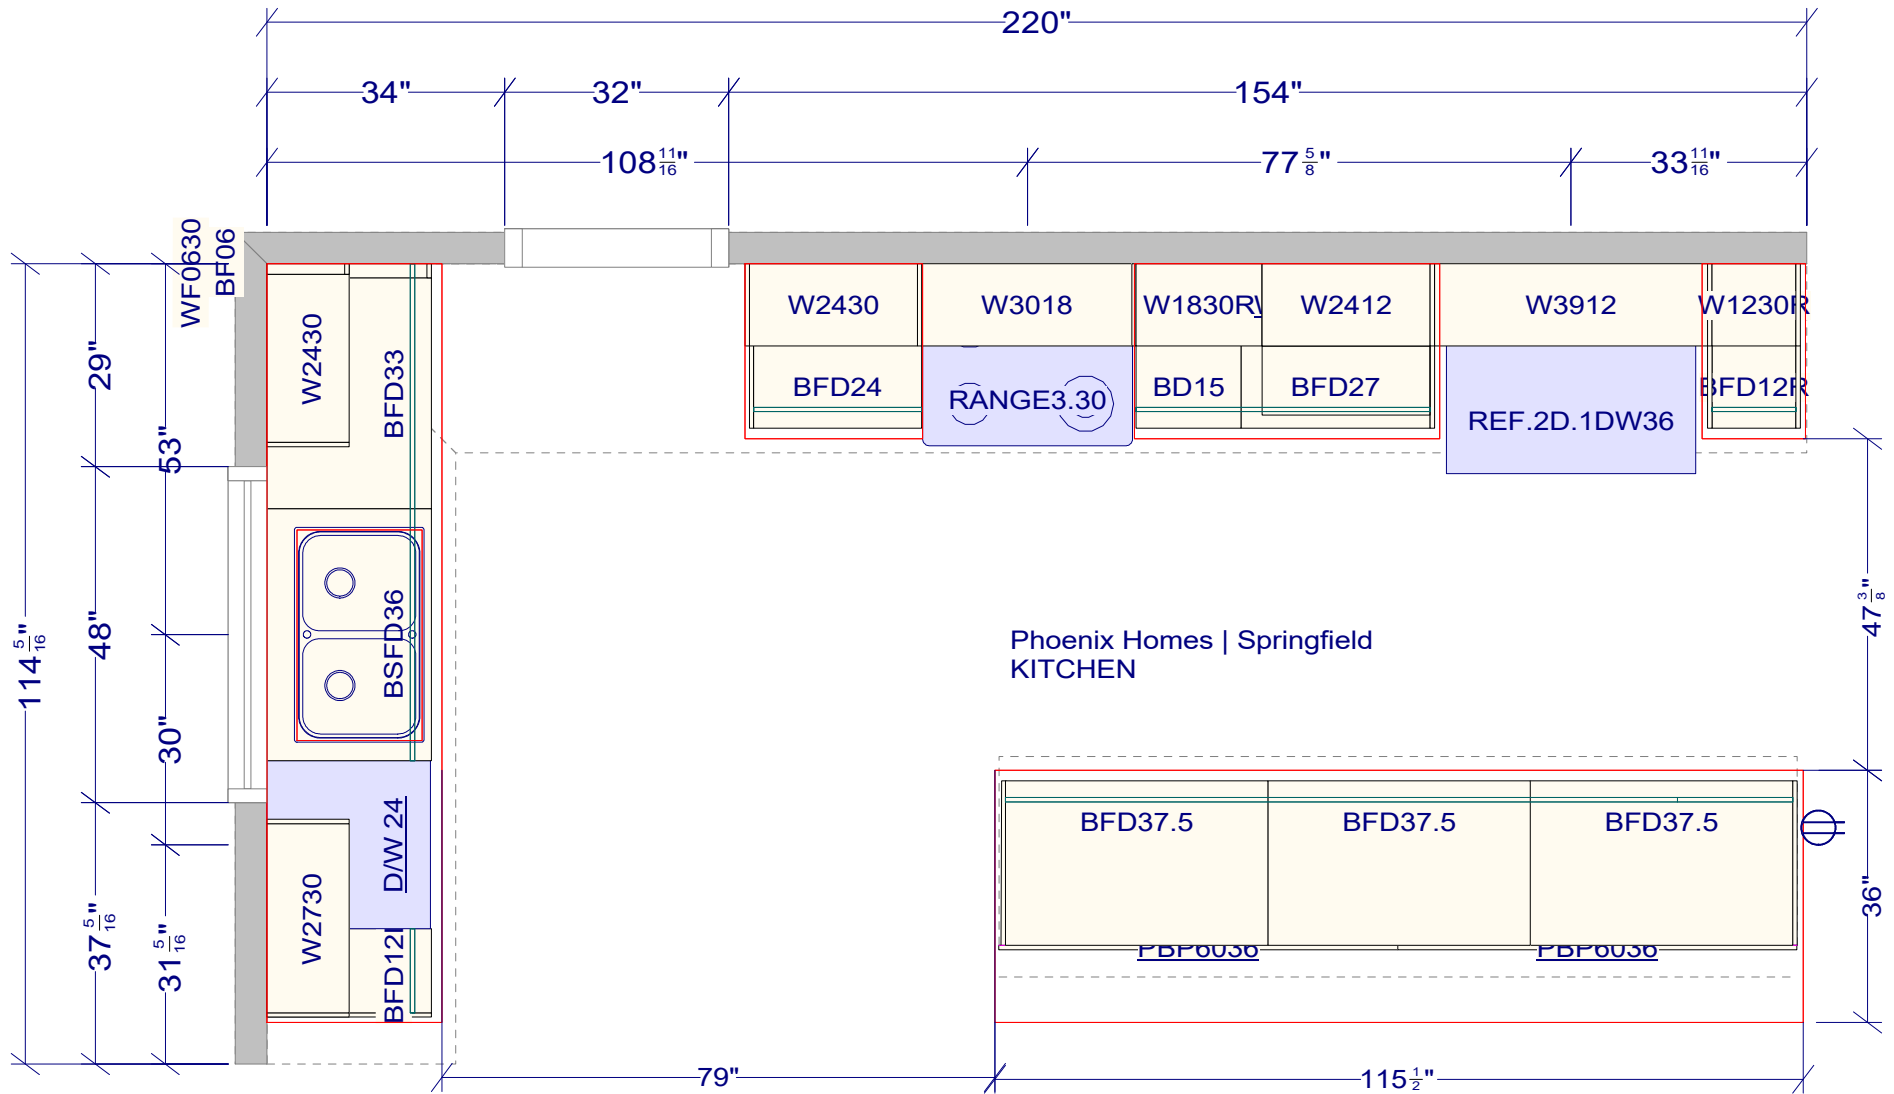 220"
34" 32" 154"
108 11/16" 77 5/8" 33 11/16"
WF0630
BF06
W2430 W3018 W1830R W2412 W3912 W1230R
BFD24 RANGE3.30 BD15 BFD27 REF.2D.1DW36 BFD12R
W2430
BFD33
29"
53"
48"
114 5/16"
30"
37 5/16"
31 5/16"
BSFD36
D/W 24
W2730
BFD12
Phoenix Homes | Springfield
KITCHEN
47 3/8"
36"
BFD37.5 BFD37.5 BFD37.5
PBP6036 PBP6036
79" 115 1/2"